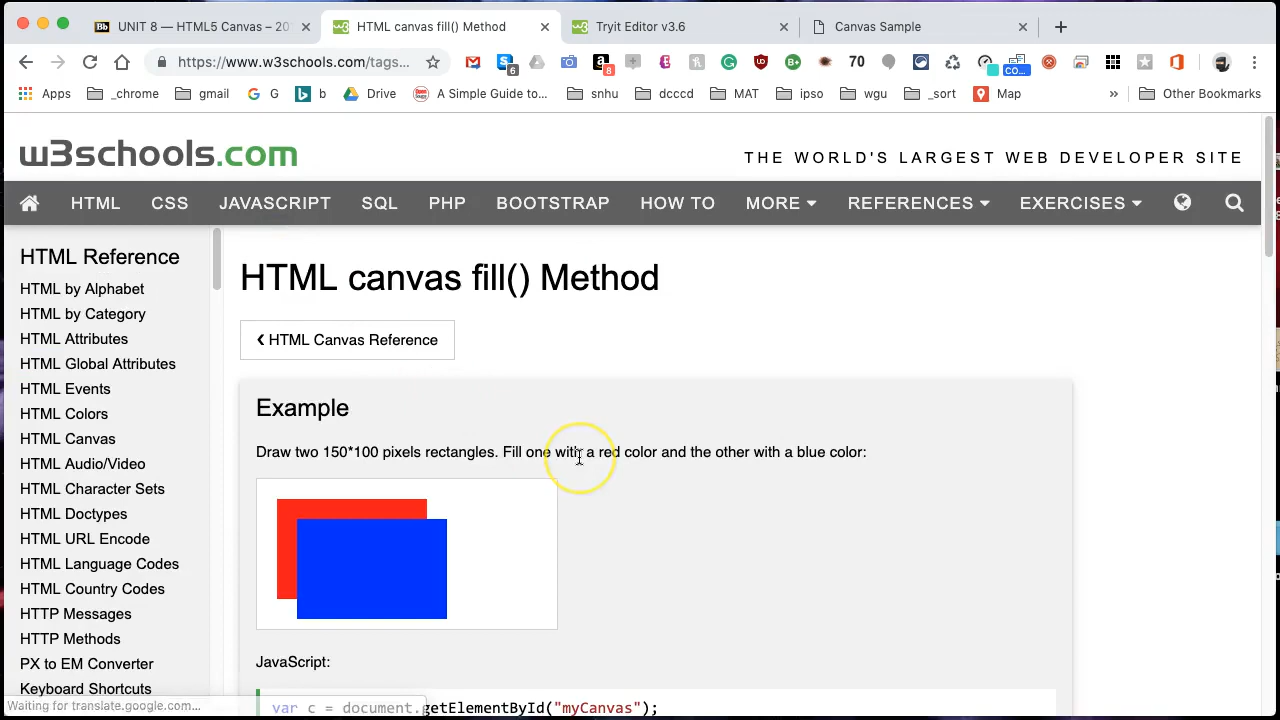 UNIT 8 — HTML5 Canvas – 20
HTML canvas fill() Method
Tryit Editor v3.6
Canvas Sample
https://www.w3schools.com/tags...
6
8
70
CO...
Apps
_chrome
gmail
G
b
Drive
A Simple Guide to...
snhu
dcccd
MAT
ipso
wgu
_sort
Map
»
Other Bookmarks
w3schools.com
THE WORLD'S LARGEST WEB DEVELOPER SITE
HTML CSS JAVASCRIPT SQL PHP BOOTSTRAP HOW TO MORE REFERENCES EXERCISES
HTML Reference
HTML by Alphabet
HTML by Category
HTML Attributes
HTML Global Attributes
HTML Events
HTML Colors
HTML Canvas
HTML Audio/Video
HTML Character Sets
HTML Doctypes
HTML URL Encode
HTML Language Codes
HTML Country Codes
HTTP Messages
HTTP Methods
PX to EM Converter
Keyboard Shortcuts
HTML canvas fill() Method
❮ HTML Canvas Reference
Example
Draw two 150*100 pixels rectangles. Fill one with a red color and the other with a blue color:
JavaScript:
var c = document.getElementById("myCanvas");
Waiting for translate.google.com...